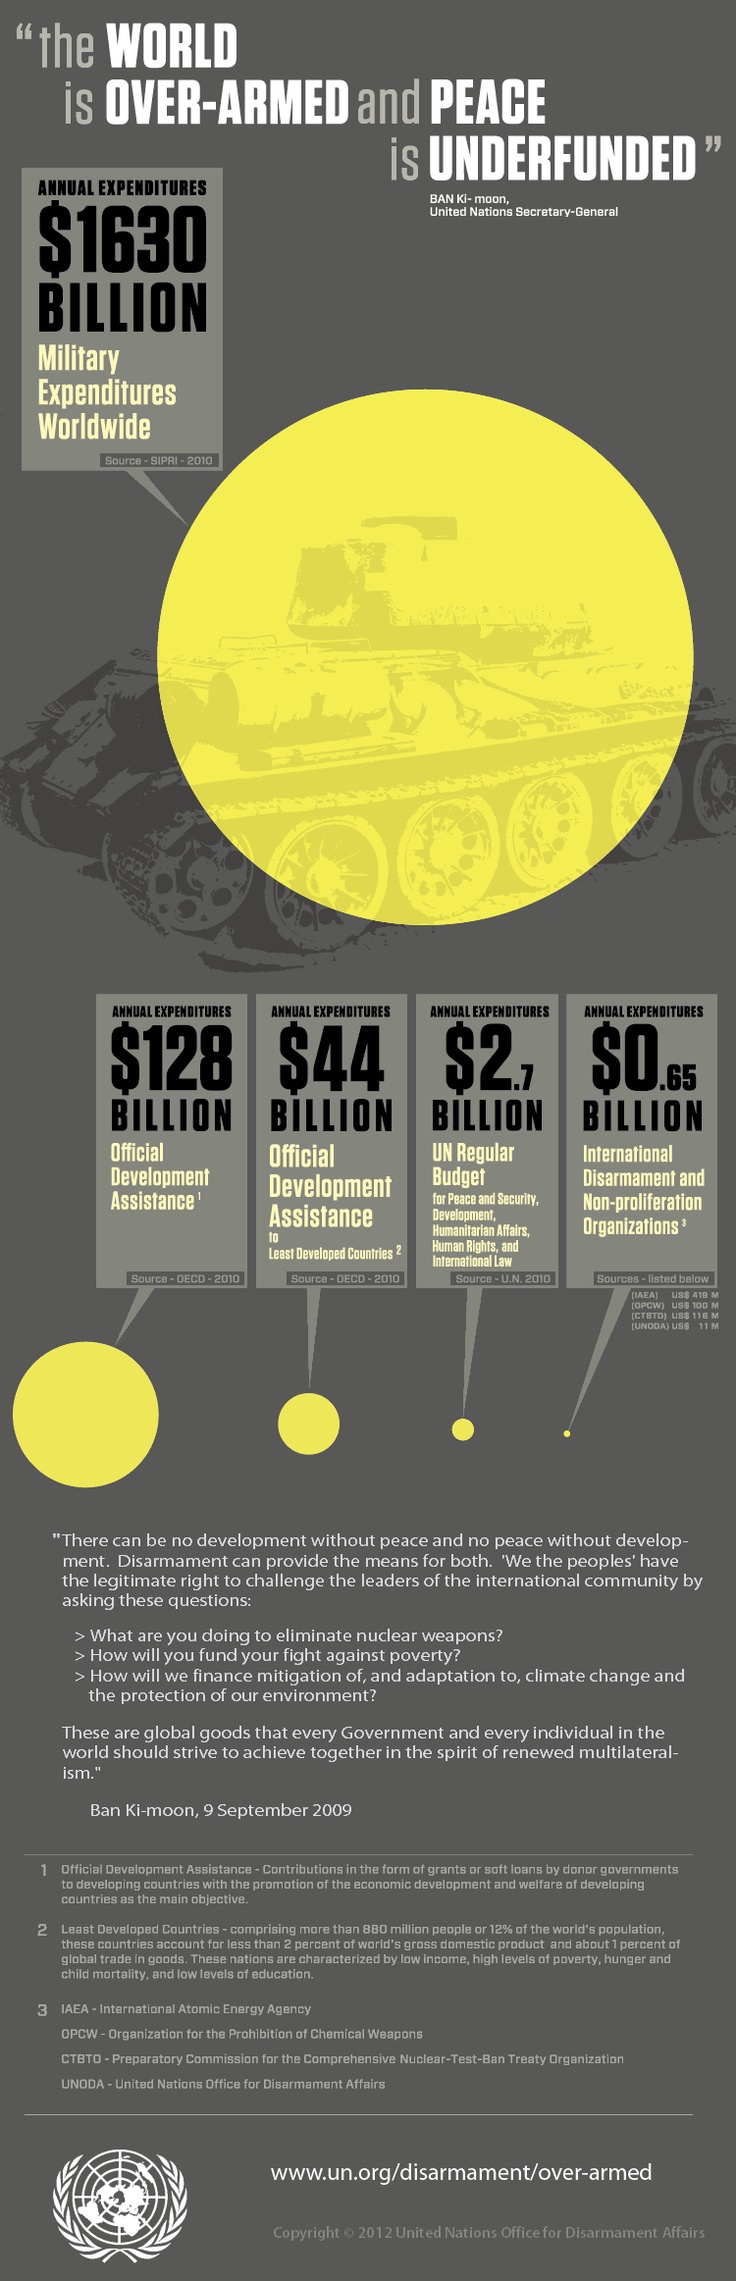 “the WORLD
is OVER-ARMED and PEACE
is UNDERFUNDED”
BAN Ki- moon,
United Nations Secretary-General
ANNUAL EXPENDITURES
$1630
BILLION
Military
Expenditures
Worldwide
Source - SIPRI - 2010
ANNUAL EXPENDITURES
$128
BILLION
Official
Development
Assistance 1
Source - OECD - 2010
ANNUAL EXPENDITURES
$44
BILLION
Official
Development
Assistance
to
Least Developed Countries 2
Source - OECD - 2010
ANNUAL EXPENDITURES
$2.7
BILLION
UN Regular
Budget
for Peace and Security,
Development,
Humanitarian Affairs,
Human Rights, and
International Law
Source - U.N. 2010
ANNUAL EXPENDITURES
$0.65
BILLION
International
Disarmament and
Non-proliferation
Organizations 3
Sources - listed below
(IAEA) US$ 419 M
(OPCW) US$ 100 M
(CTBTO) US$ 116 M
(UNODA) US$ 11 M
"There can be no development without peace and no peace without develop-
ment. Disarmament can provide the means for both. 'We the peoples' have
the legitimate right to challenge the leaders of the international community by
asking these questions:
> What are you doing to eliminate nuclear weapons?
> How will you fund your fight against poverty?
> How will we finance mitigation of, and adaptation to, climate change and
the protection of our environment?
These are global goods that every Government and every individual in the
world should strive to achieve together in the spirit of renewed multilateral-
ism."
Ban Ki-moon, 9 September 2009
1 Official Development Assistance - Contributions in the form of grants or soft loans by donor governments
to developing countries with the promotion of the economic development and welfare of developing
countries as the main objective.
2 Least Developed Countries - comprising more than 880 million people or 12% of the world's population,
these countries account for less than 2 percent of world's gross domestic product and about 1 percent of
global trade in goods. These nations are characterized by low income, high levels of poverty, hunger and
child mortality, and low levels of education.
3 IAEA - International Atomic Energy Agency
OPCW - Organization for the Prohibition of Chemical Weapons
CTBTO - Preparatory Commission for the Comprehensive Nuclear-Test-Ban Treaty Organization
UNODA - United Nations Office for Disarmament Affairs
www.un.org/disarmament/over-armed
Copyright © 2012 United Nations Office for Disarmament Affairs